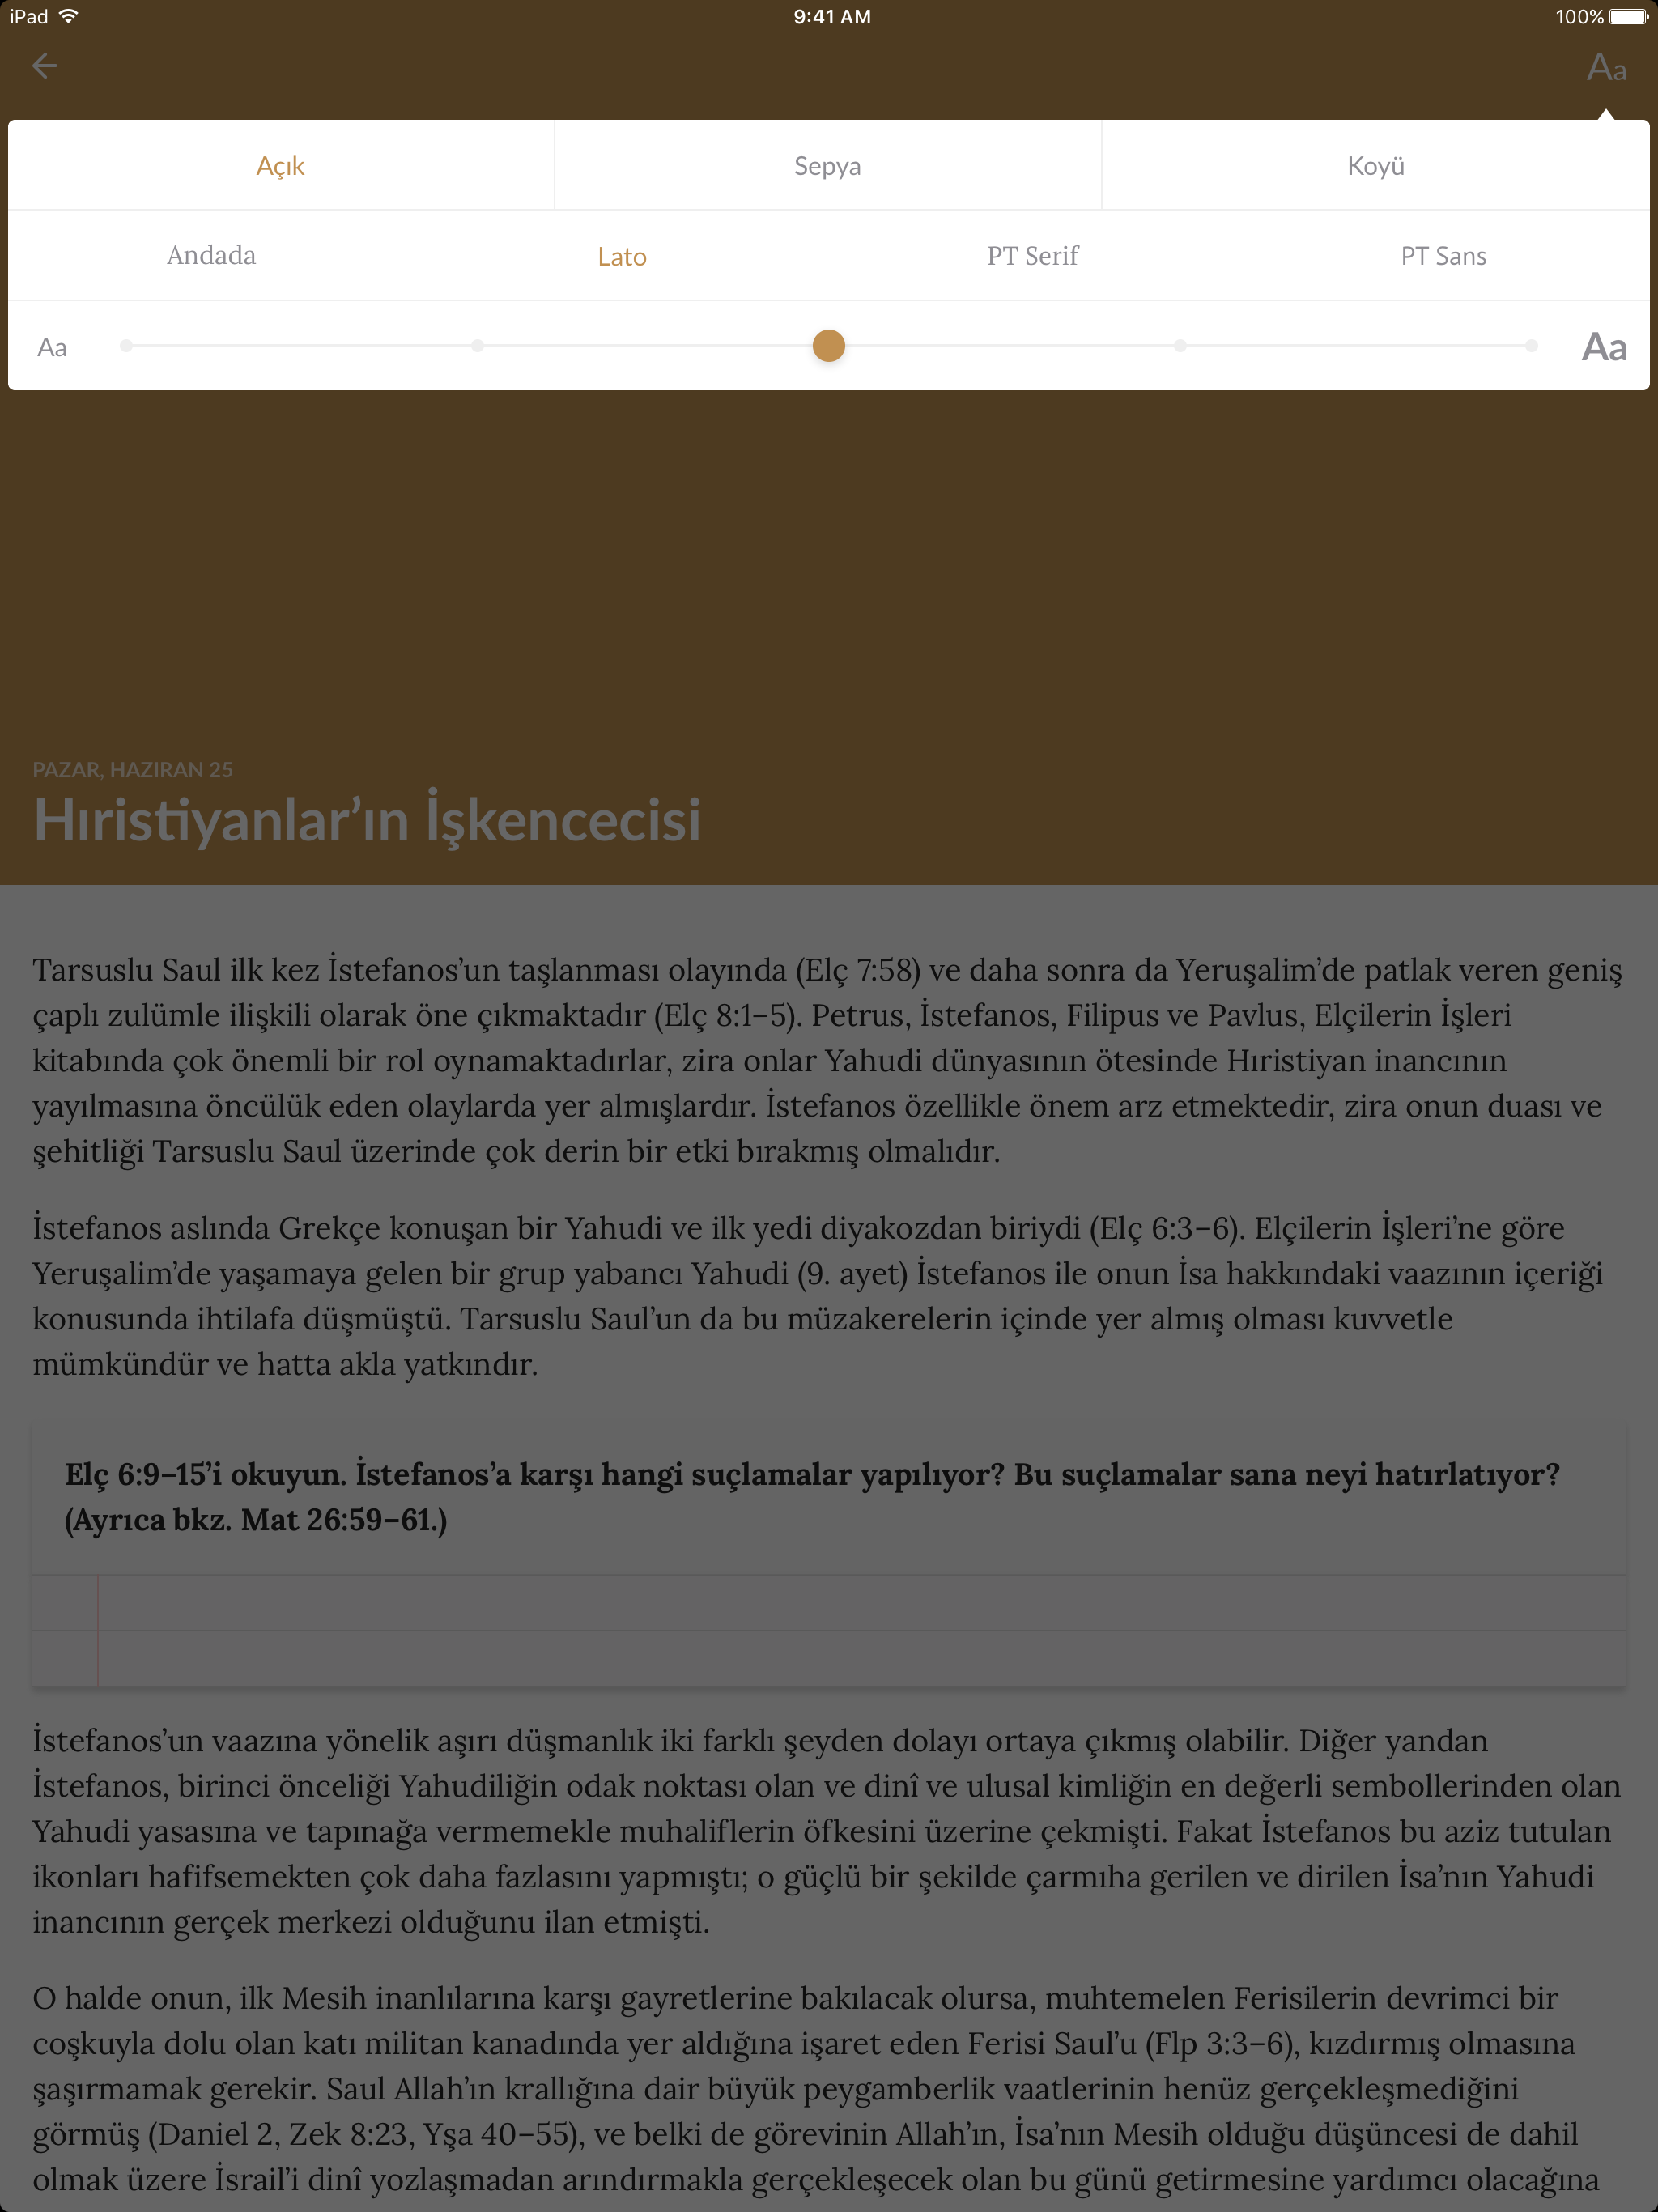 iPad 9:41 AM 100%
Aa
Açık Sepya Koyü
Andada Lato PT Serif PT Sans
Aa Aa
PAZAR, HAZIRAN 25
Hıristiyanlar’ın İşkencecisi
Tarsuslu Saul ilk kez İstefanos’un taşlanması olayında (Elç 7:58) ve daha sonra da Yeruşalim’de patlak veren geniş
çaplı zulümle ilişkili olarak öne çıkmaktadır (Elç 8:1–5). Petrus, İstefanos, Filipus ve Pavlus, Elçilerin İşleri
kitabında çok önemli bir rol oynamaktadırlar, zira onlar Yahudi dünyasının ötesinde Hıristiyan inancının
yayılmasına öncülük eden olaylarda yer almışlardır. İstefanos özellikle önem arz etmektedir, zira onun duası ve
şehitliği Tarsuslu Saul üzerinde çok derin bir etki bırakmış olmalıdır.
İstefanos aslında Grekçe konuşan bir Yahudi ve ilk yedi diyakozdan biriydi (Elç 6:3–6). Elçilerin İşleri’ne göre
Yeruşalim’de yaşamaya gelen bir grup yabancı Yahudi (9. ayet) İstefanos ile onun İsa hakkındaki vaazının içeriği
konusunda ihtilafa düşmüştü. Tarsuslu Saul’un da bu müzakerelerin içinde yer almış olması kuvvetle
mümkündür ve hatta akla yatkındır.
Elç 6:9–15’i okuyun. İstefanos’a karşı hangi suçlamalar yapılıyor? Bu suçlamalar sana neyi hatırlatıyor?
(Ayrıca bkz. Mat 26:59–61.)
İstefanos’un vaazına yönelik aşırı düşmanlık iki farklı şeyden dolayı ortaya çıkmış olabilir. Diğer yandan
İstefanos, birinci önceliği Yahudiliğin odak noktası olan ve dinî ve ulusal kimliğin en değerli sembollerinden olan
Yahudi yasasına ve tapınağa vermemekle muhaliflerin öfkesini üzerine çekmişti. Fakat İstefanos bu aziz tutulan
ikonları hafifsemekten çok daha fazlasını yapmıştı; o güçlü bir şekilde çarmıha gerilen ve dirilen İsa’nın Yahudi
inancının gerçek merkezi olduğunu ilan etmişti.
O halde onun, ilk Mesih inanlılarına karşı gayretlerine bakılacak olursa, muhtemelen Ferisilerin devrimci bir
coşkuyla dolu olan katı militan kanadında yer aldığına işaret eden Ferisi Saul’u (Flp 3:3–6), kızdırmış olmasına
şaşırmamak gerekir. Saul Allah’ın krallığına dair büyük peygamberlik vaatlerinin henüz gerçekleşmediğini
görmüş (Daniel 2, Zek 8:23, Yşa 40–55), ve belki de görevinin Allah’ın, İsa’nın Mesih olduğu düşüncesi de dahil
olmak üzere İsrail’i dinî yozlaşmadan arındırmakla gerçekleşecek olan bu günü getirmesine yardımcı olacağına